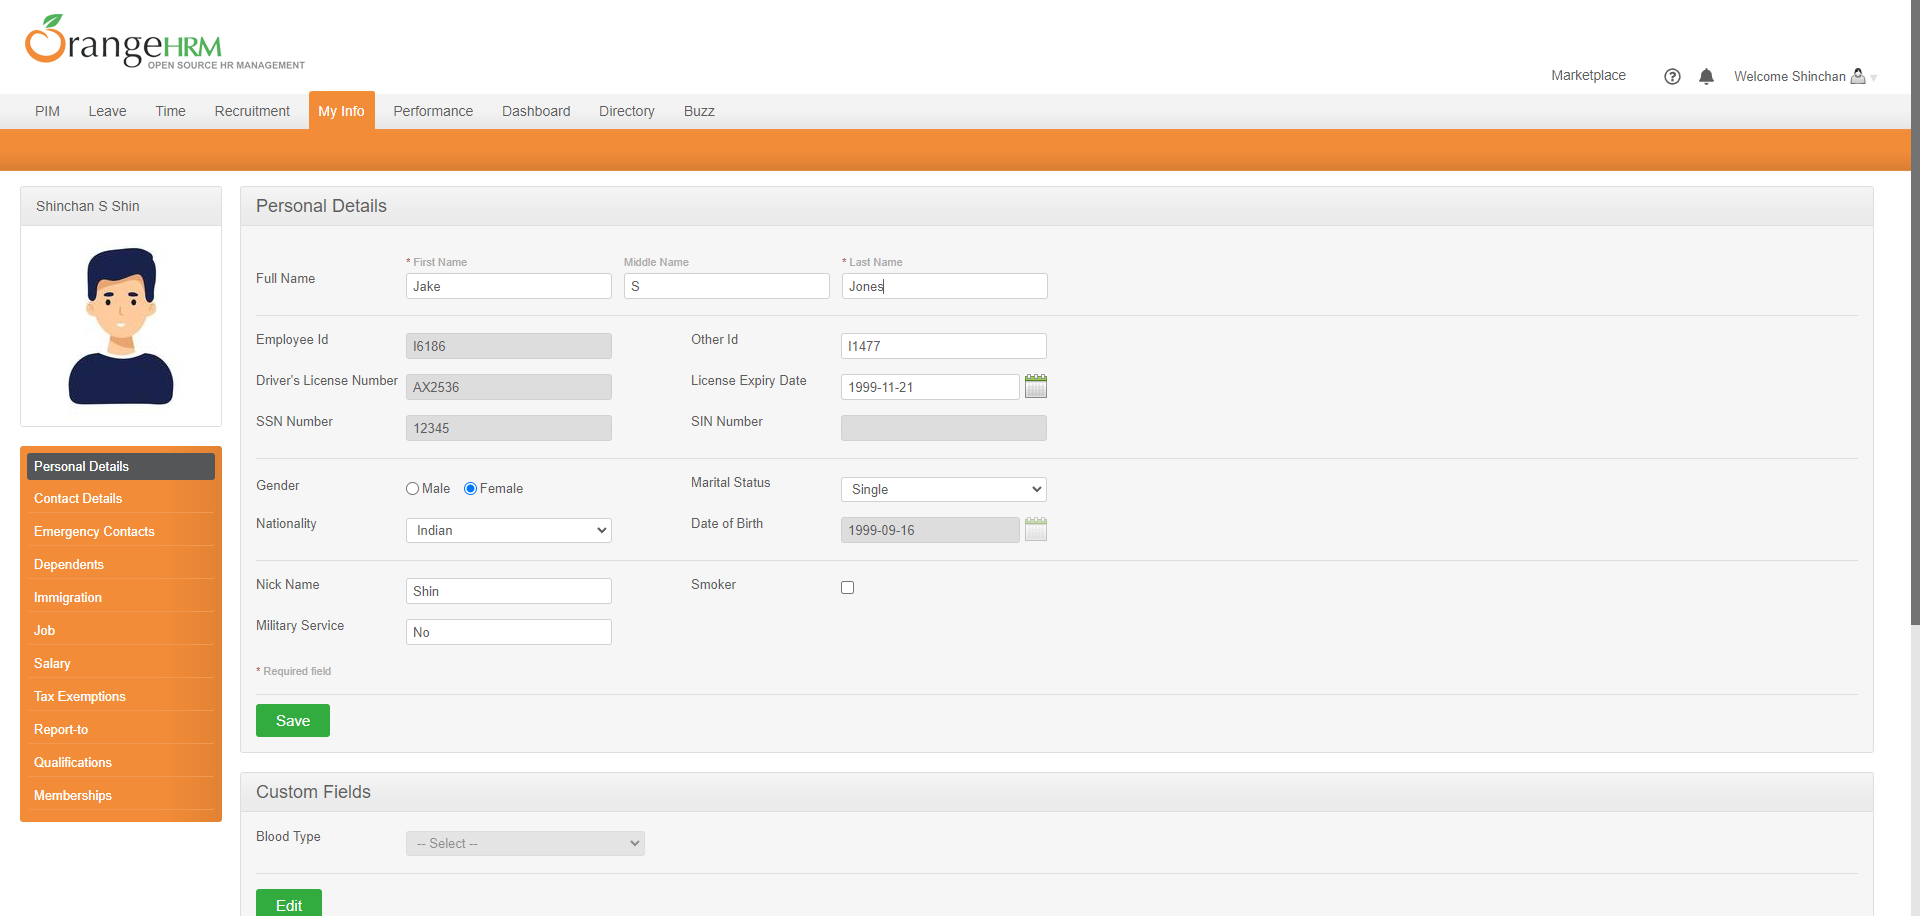 OrangeHRM
OPEN SOURCE HR MANAGEMENT
Marketplace
? Welcome Shinchan
PIM Leave Time Recruitment My Info Performance Dashboard Directory Buzz
Shinchan S Shin
Personal Details
Contact Details
Emergency Contacts
Dependents
Immigration
Job
Salary
Tax Exemptions
Report-to
Qualifications
Memberships
Personal Details
* First Name Middle Name * Last Name
Full Name Jake S Jones
Employee Id I6186 Other Id I1477
Driver's License Number AX2536 License Expiry Date 1999-11-21
SSN Number 12345 SIN Number
Gender Male Female Marital Status Single
Nationality Indian Date of Birth 1999-09-16
Nick Name Shin Smoker
Military Service No
* Required field
Save
Custom Fields
Blood Type -- Select --
Edit